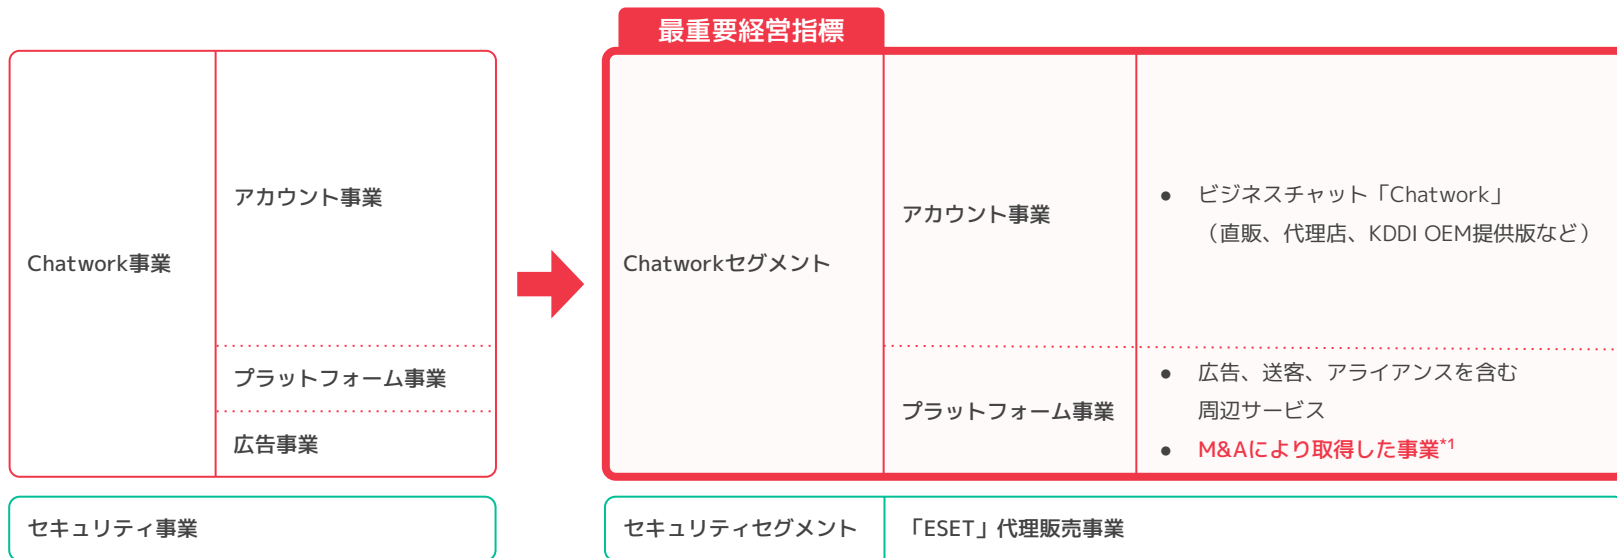 最重要経営指標
Chatwork事業
アカウント事業
プラットフォーム事業
広告事業
Chatworkセグメント
アカウント事業
● ビジネスチャット「Chatwork」
（直販、代理店、KDDI OEM提供版など）
プラットフォーム事業
● 広告、送客、アライアンスを含む
周辺サービス
● M&Aにより取得した事業*1
セキュリティ事業
セキュリティセグメント
「ESET」代理販売事業